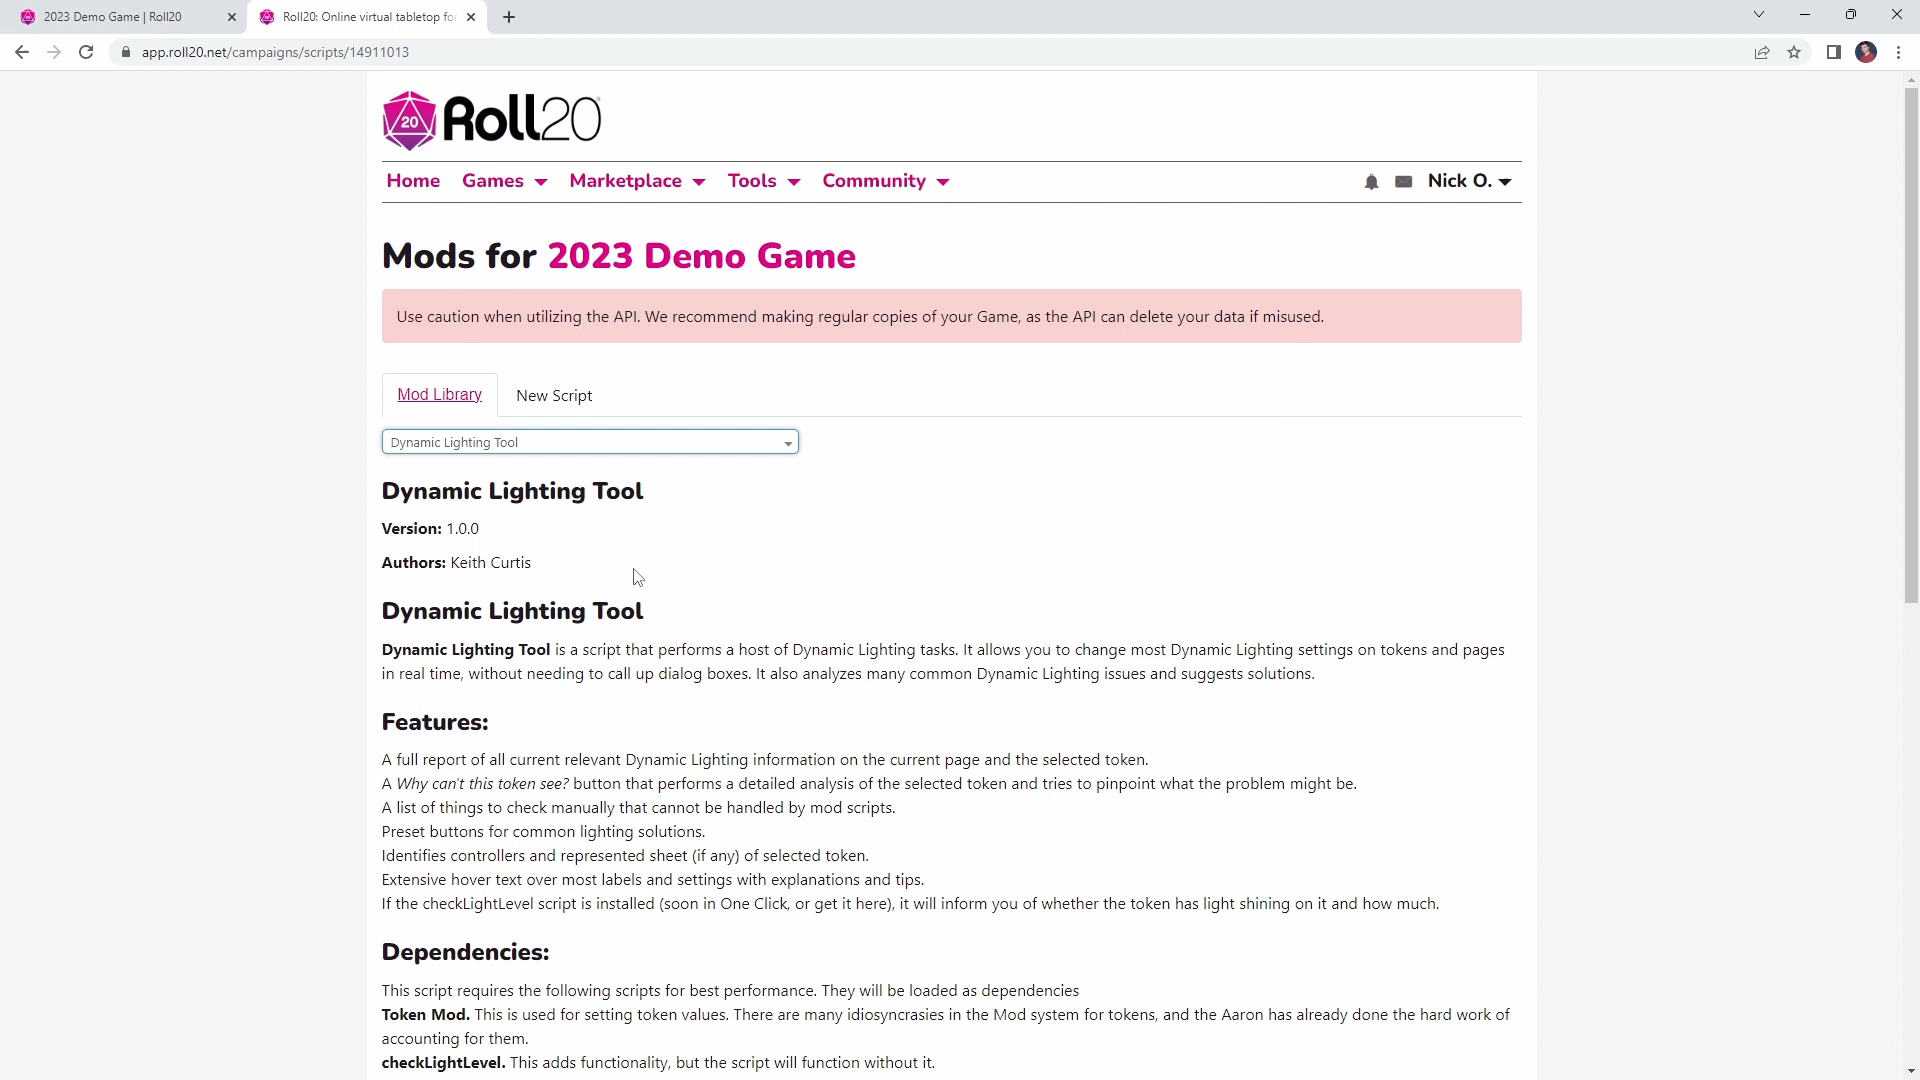 2023 Demo Game | Roll20
Roll20: Online virtual tabletop for
app.roll20.net/campaigns/scripts/14911013
20 Roll20
Home Games Marketplace Tools Community Nick O.
Mods for 2023 Demo Game
Use caution when utilizing the API. We recommend making regular copies of your Game, as the API can delete your data if misused.
Mod Library New Script
Dynamic Lighting Tool
Dynamic Lighting Tool
Version: 1.0.0
Authors: Keith Curtis
Dynamic Lighting Tool
Dynamic Lighting Tool is a script that performs a host of Dynamic Lighting tasks. It allows you to change most Dynamic Lighting settings on tokens and pages
in real time, without needing to call up dialog boxes. It also analyzes many common Dynamic Lighting issues and suggests solutions.
Features:
A full report of all current relevant Dynamic Lighting information on the current page and the selected token.
A Why can't this token see? button that performs a detailed analysis of the selected token and tries to pinpoint what the problem might be.
A list of things to check manually that cannot be handled by mod scripts.
Preset buttons for common lighting solutions.
Identifies controllers and represented sheet (if any) of selected token.
Extensive hover text over most labels and settings with explanations and tips.
If the checkLightLevel script is installed (soon in One Click, or get it here), it will inform you of whether the token has light shining on it and how much.
Dependencies:
This script requires the following scripts for best performance. They will be loaded as dependencies
Token Mod. This is used for setting token values. There are many idiosyncrasies in the Mod system for tokens, and the Aaron has already done the hard work of
accounting for them.
checkLightLevel. This adds functionality, but the script will function without it.